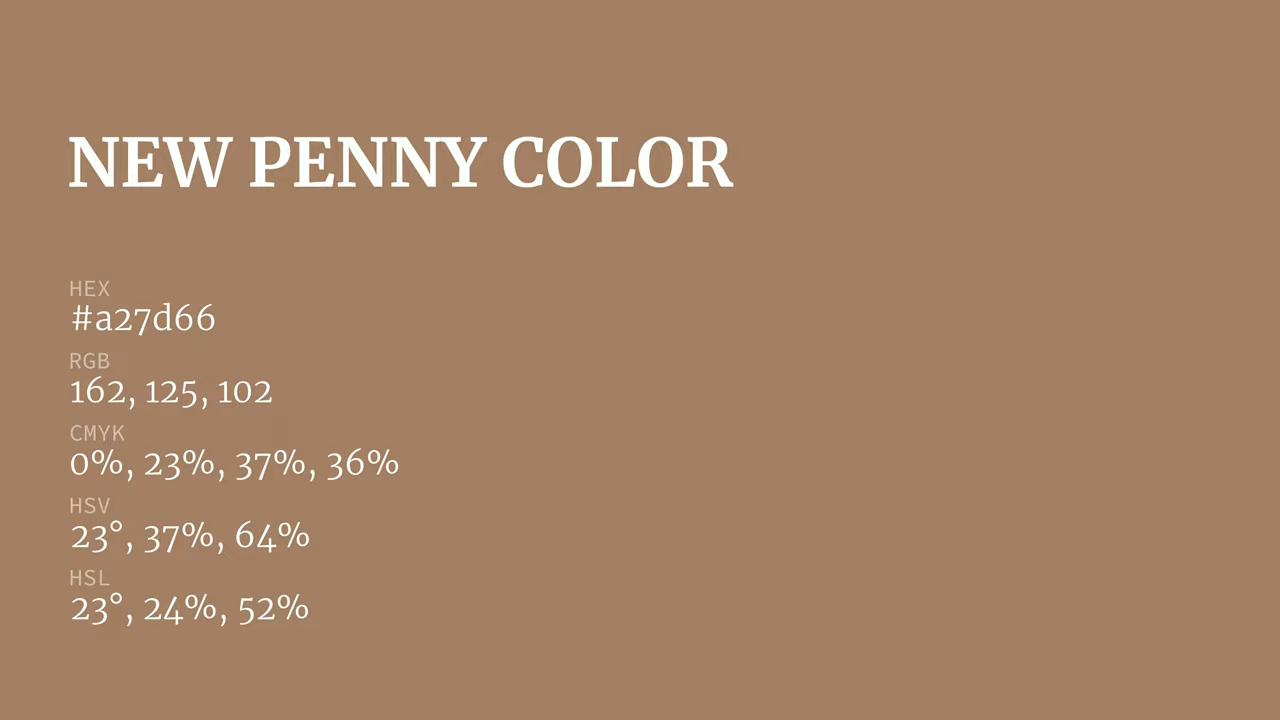 NEW PENNY COLOR
HEX
#a27d66
RGB
162, 125, 102
CMYK
0%, 23%, 37%, 36%
HSV
23°, 37%, 64%
HSL
23°, 24%, 52%